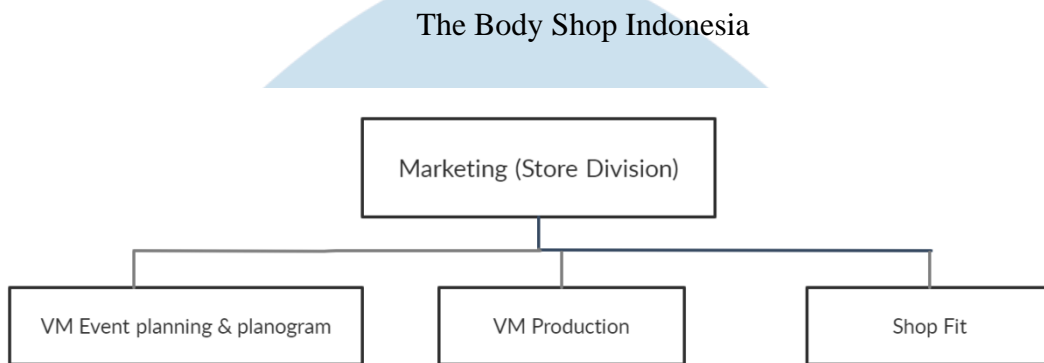 The Body Shop Indonesia
Marketing (Store Division)
VM Event planning & planogram
VM Production
Shop Fit